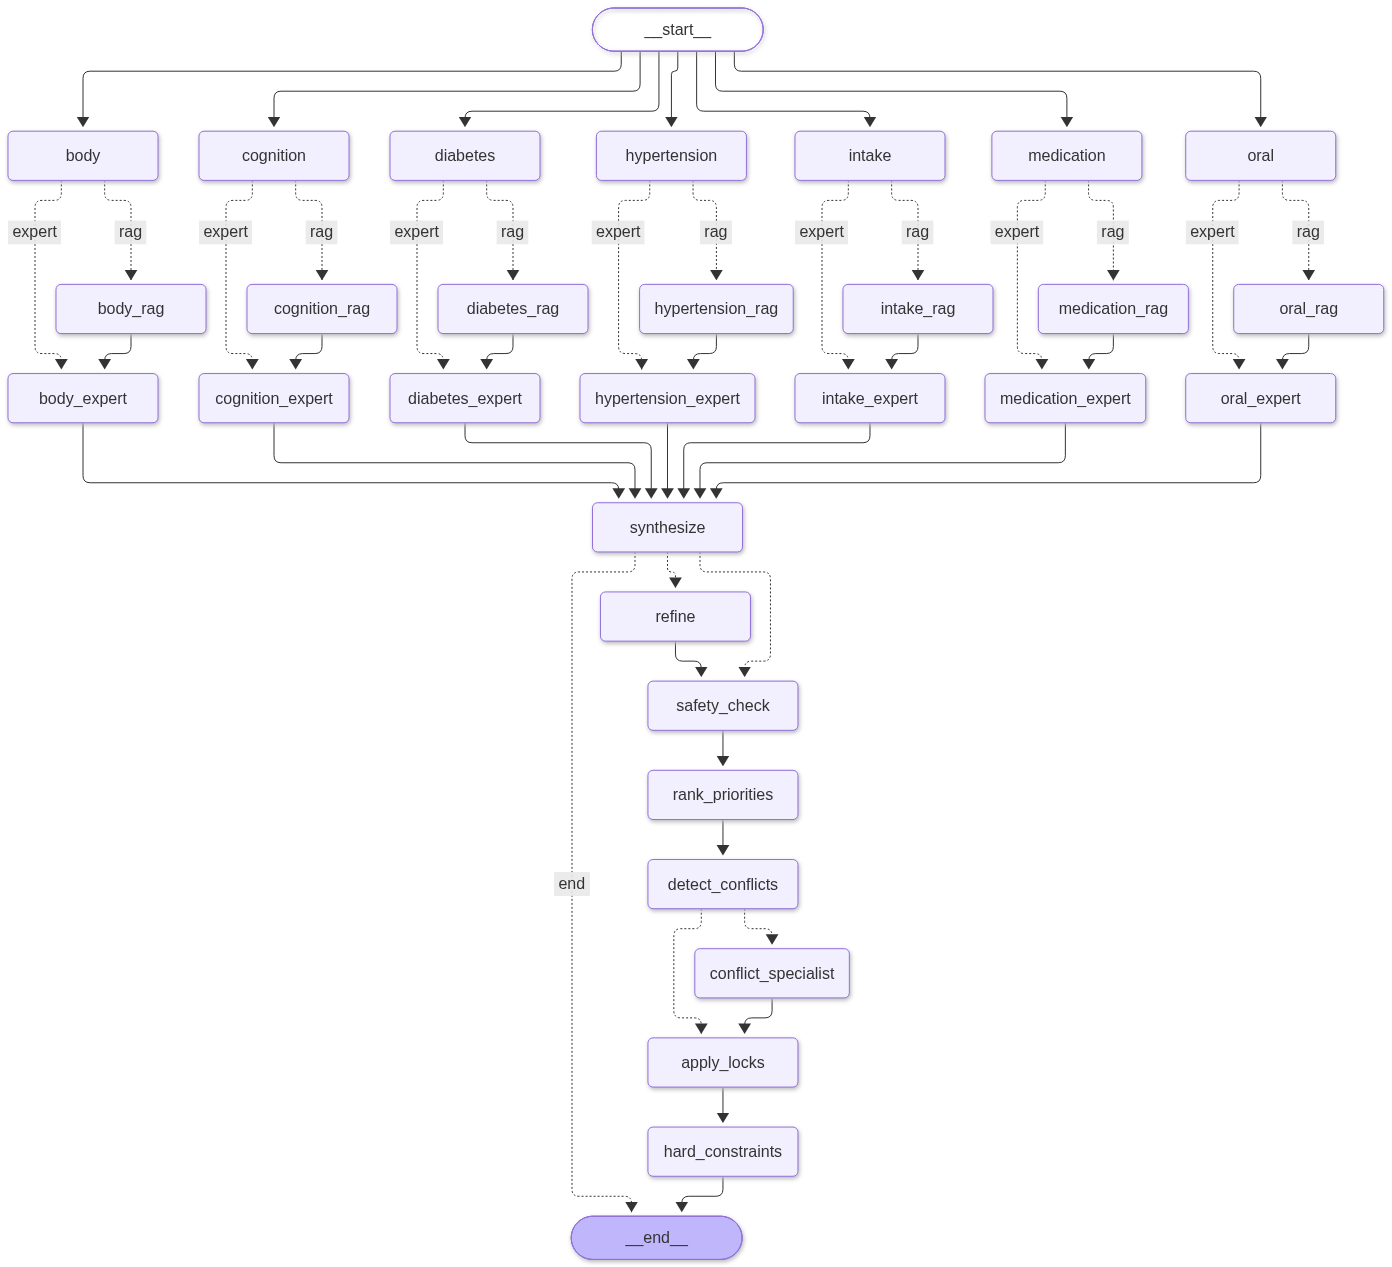 __start__
body
cognition
diabetes
hypertension
intake
medication
oral
expert
rag
expert
rag
expert
rag
expert
rag
expert
rag
expert
rag
expert
rag
body_rag
cognition_rag
diabetes_rag
hypertension_rag
intake_rag
medication_rag
oral_rag
body_expert
cognition_expert
diabetes_expert
hypertension_expert
intake_expert
medication_expert
oral_expert
synthesize
refine
safety_check
rank_priorities
end
detect_conflicts
conflict_specialist
apply_locks
hard_constraints
__end__